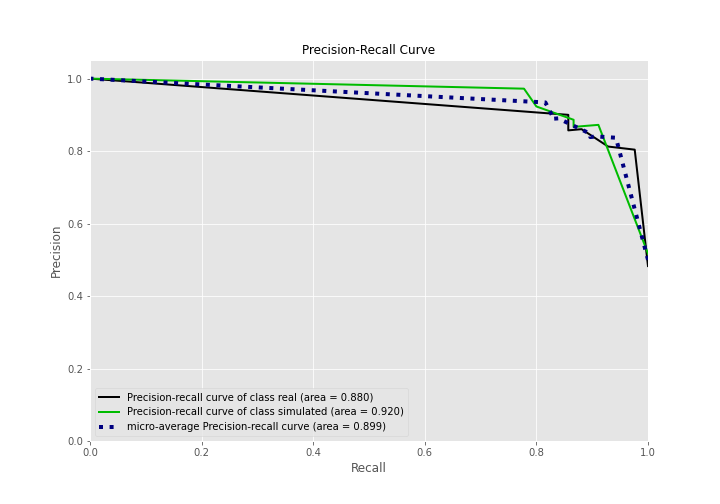 Precision-Recall Curve
1.0
0.8
0.6
0.4
0.2
0.0
Precision
Precision-recall curve of class real (area = 0.880)
Precision-recall curve of class simulated (area = 0.920)
micro-average Precision-recall curve (area = 0.899)
0.0 0.2 0.4 0.6 0.8 1.0
Recall